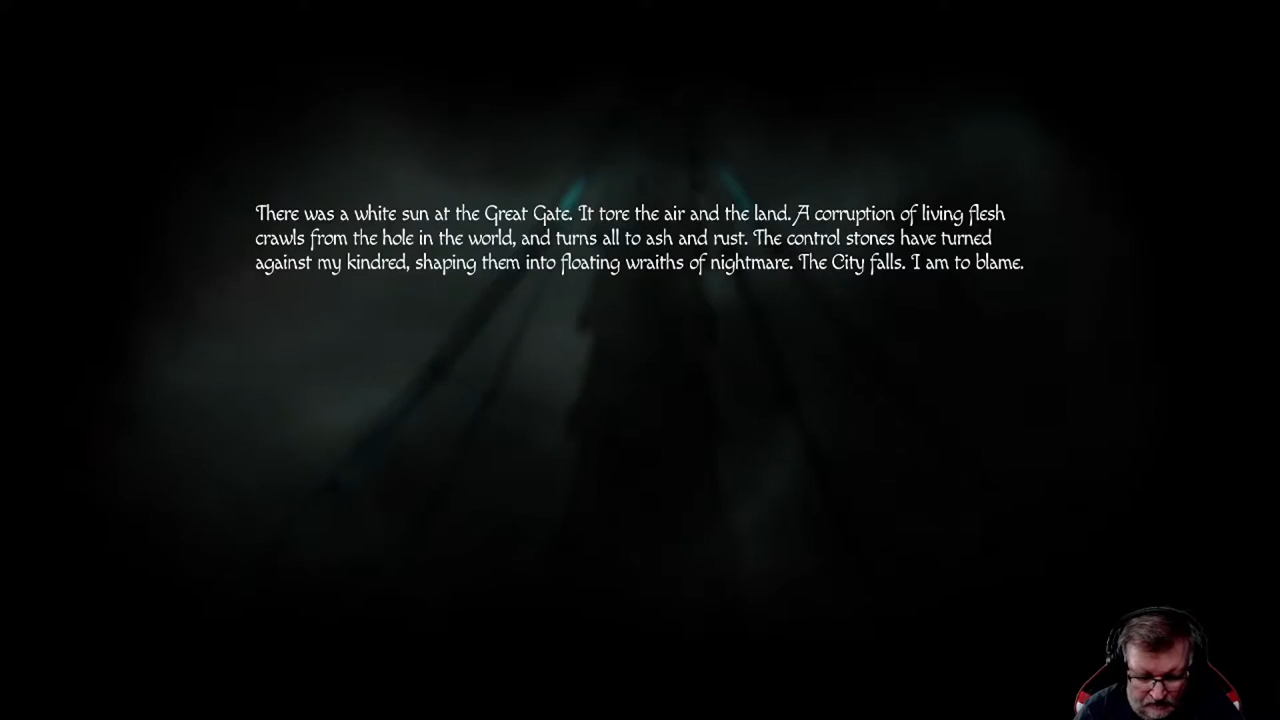 There was a white sun at the Great Gate. It tore the air and the land. A corruption of living flesh
crawls from the hole in the world, and turns all to ash and rust. The control stones have turned
against my kindred, shaping them into floating wraiths of nightmare. The City falls. I am to blame.